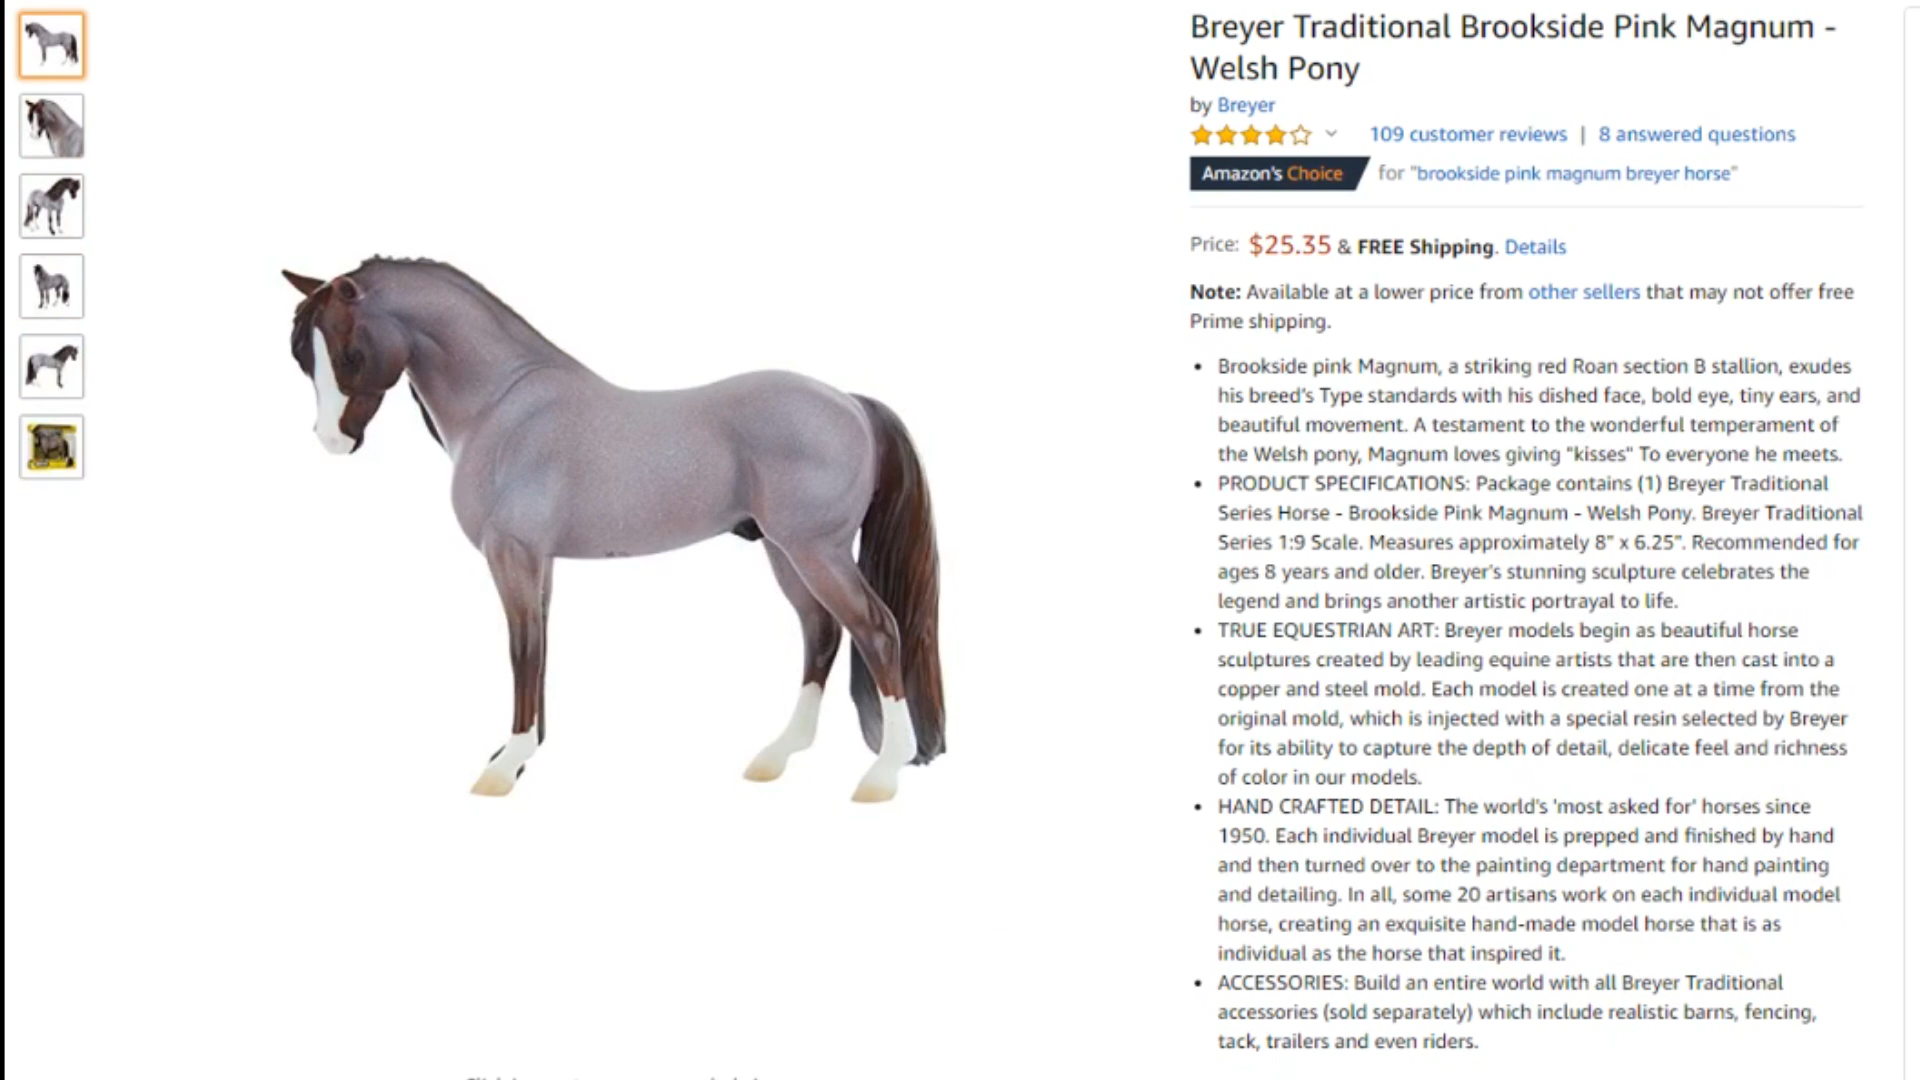 Breyer Traditional Brookside Pink Magnum -
Welsh Pony
by Breyer
109 customer reviews | 8 answered questions
Amazon's Choice for "brookside pink magnum breyer horse"
Price: $25.35 & FREE Shipping. Details
Note: Available at a lower price from other sellers that may not offer free
Prime shipping.
• Brookside pink Magnum, a striking red Roan section B stallion, exudes
his breed's Type standards with his dished face, bold eye, tiny ears, and
beautiful movement. A testament to the wonderful temperament of
the Welsh pony, Magnum loves giving "kisses" To everyone he meets.
• PRODUCT SPECIFICATIONS: Package contains (1) Breyer Traditional
Series Horse - Brookside Pink Magnum - Welsh Pony. Breyer Traditional
Series 1:9 Scale. Measures approximately 8" x 6.25". Recommended for
ages 8 years and older. Breyer's stunning sculpture celebrates the
legend and brings another artistic portrayal to life.
• TRUE EQUESTRIAN ART: Breyer models begin as beautiful horse
sculptures created by leading equine artists that are then cast into a
copper and steel mold. Each model is created one at a time from the
original mold, which is injected with a special resin selected by Breyer
for its ability to capture the depth of detail, delicate feel and richness
of color in our models.
• HAND CRAFTED DETAIL: The world's 'most asked for' horses since
1950. Each individual Breyer model is prepped and finished by hand
and then turned over to the painting department for hand painting
and detailing. In all, some 20 artisans work on each individual model
horse, creating an exquisite hand-made model horse that is as
individual as the horse that inspired it.
• ACCESSORIES: Build an entire world with all Breyer Traditional
accessories (sold separately) which include realistic barns, fencing,
tack, trailers and even riders.